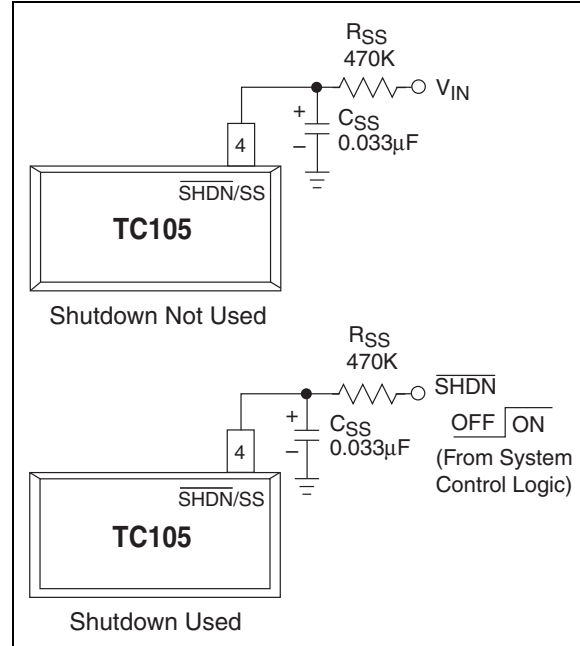 RSS
470K
VIN
+
CSS
–
0.033µF
4
SHDN/SS
TC105
Shutdown Not Used
RSS
470K
SHDN
+
CSS
OFF ON
–
0.033µF
(From System
Control Logic)
4
SHDN/SS
TC105
Shutdown Used